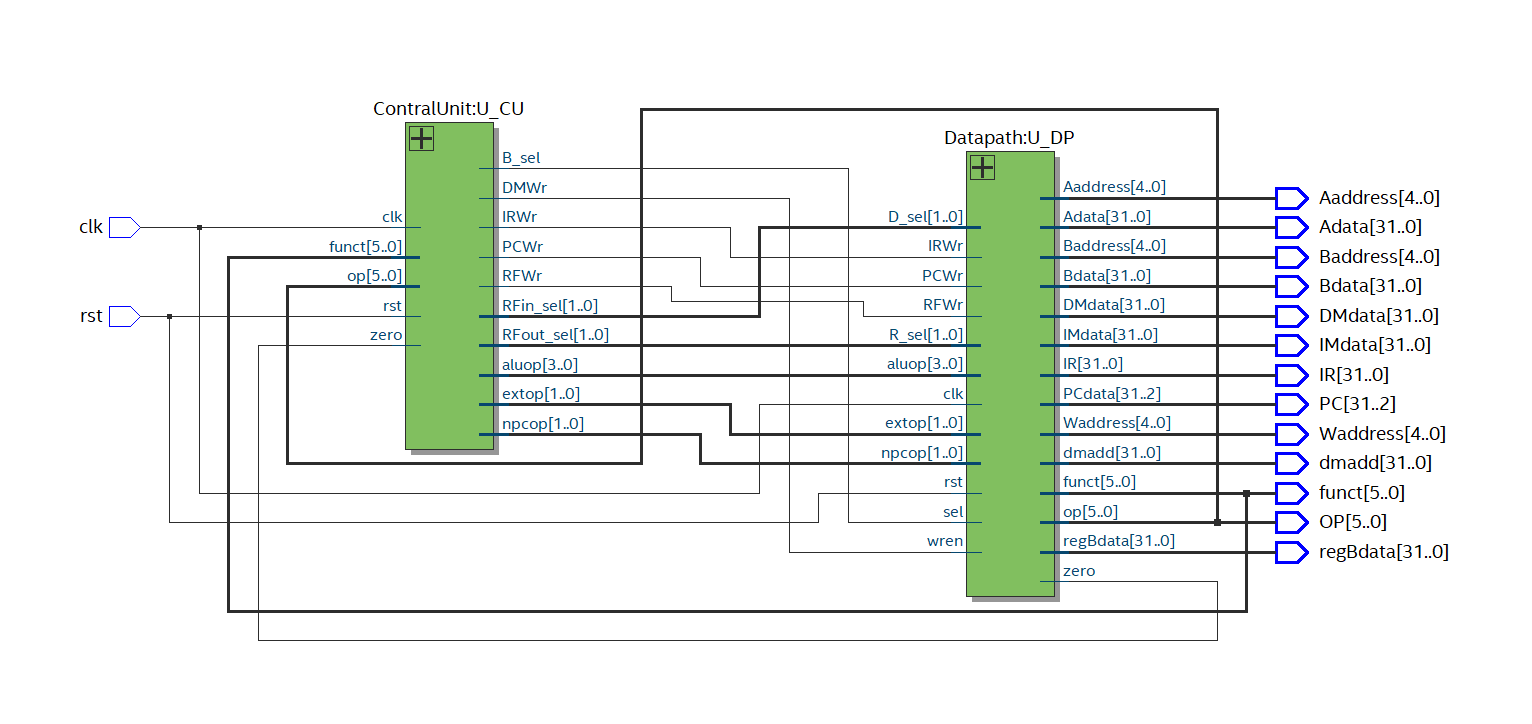 ContralUnit:U_CU
B_sel
DMWr
clk
IRWr
funct[5..0]
PCWr
op[5..0]
RFWr
rst
RFin_sel[1..0]
zero
RFout_sel[1..0]
aluop[3..0]
extop[1..0]
npcop[1..0]
clk
rst
Datapath:U_DP
Aaddress[4..0]
D_sel[1..0]
Adata[31..0]
IRWr
Baddress[4..0]
PCWr
Bdata[31..0]
RFWr
DMdata[31..0]
R_sel[1..0]
IMdata[31..0]
aluop[3..0]
IR[31..0]
clk
PCdata[31..2]
extop[1..0]
Waddress[4..0]
npcop[1..0]
dmadd[31..0]
rst
funct[5..0]
sel
op[5..0]
wren
regBdata[31..0]
zero
Aaddress[4..0]
Adata[31..0]
Baddress[4..0]
Bdata[31..0]
DMdata[31..0]
IMdata[31..0]
IR[31..0]
PC[31..2]
Waddress[4..0]
dmadd[31..0]
funct[5..0]
OP[5..0]
regBdata[31..0]